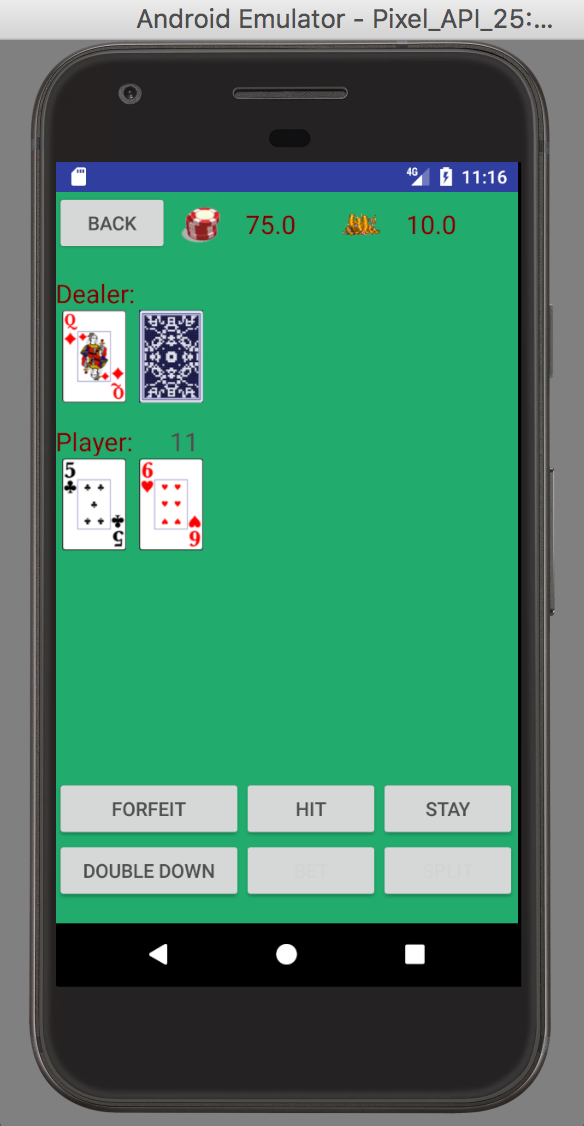 Android Emulator - Pixel_API_25:...
4G 11:16
BACK 75.0 10.0
Dealer:
Q
Q
Player: 11
5 6
5 6
FORFEIT HIT STAY
DOUBLE DOWN BET SPLIT